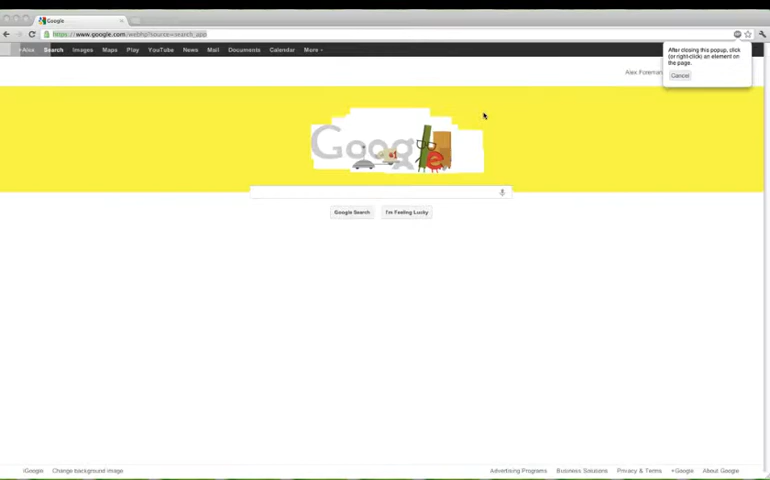 Google
https://www.google.com/webhp?source=search_app
+Alex Search Images Maps Play YouTube News Mail Documents Calendar More
After closing this popup, click
(or right-click) an element on
the page.
Cancel
Alex Foreman
Google
Google Search I'm Feeling Lucky
iGoogle Change background image Advertising Programs Business Solutions Privacy & Terms +Google About Google